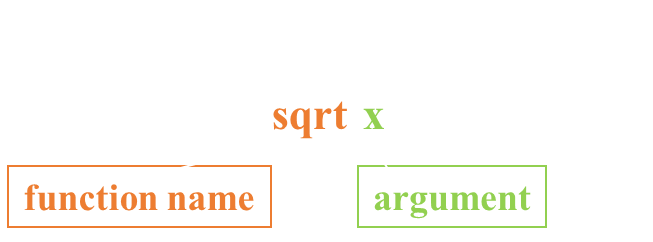 sqrt x
function name
argument